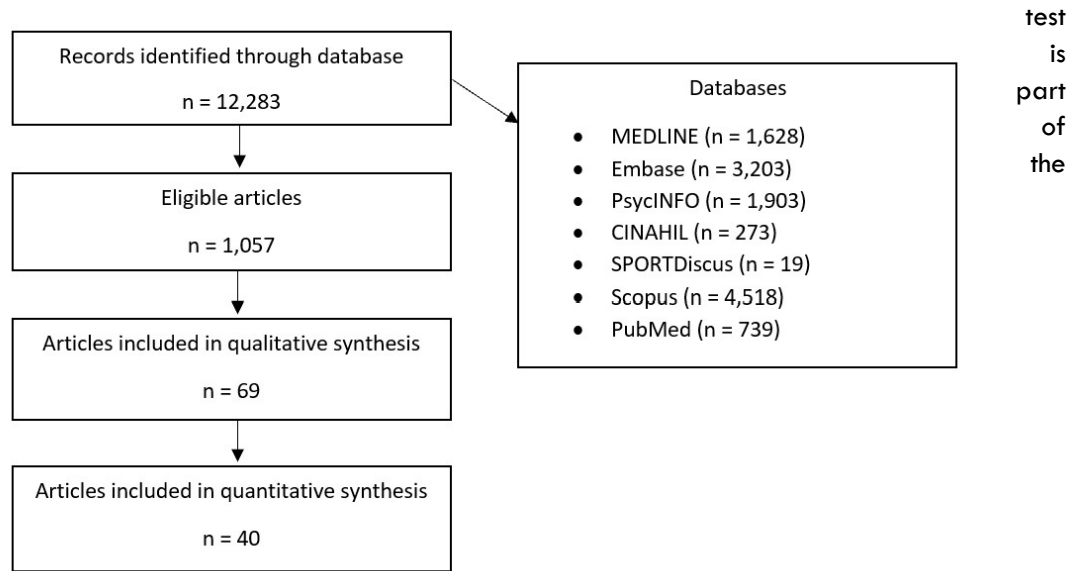 Records identified through database
n = 12,283
Eligible articles
n = 1,057
Articles included in qualitative synthesis
n = 69
Articles included in quantitative synthesis
n = 40
Databases
• MEDLINE (n = 1,628)
• Embase (n = 3,203)
• PsycINFO (n = 1,903)
• CINAHIL (n = 273)
• SPORTDiscus (n = 19)
• Scopus (n = 4,518)
• PubMed (n = 739)
test
is
part
of
the